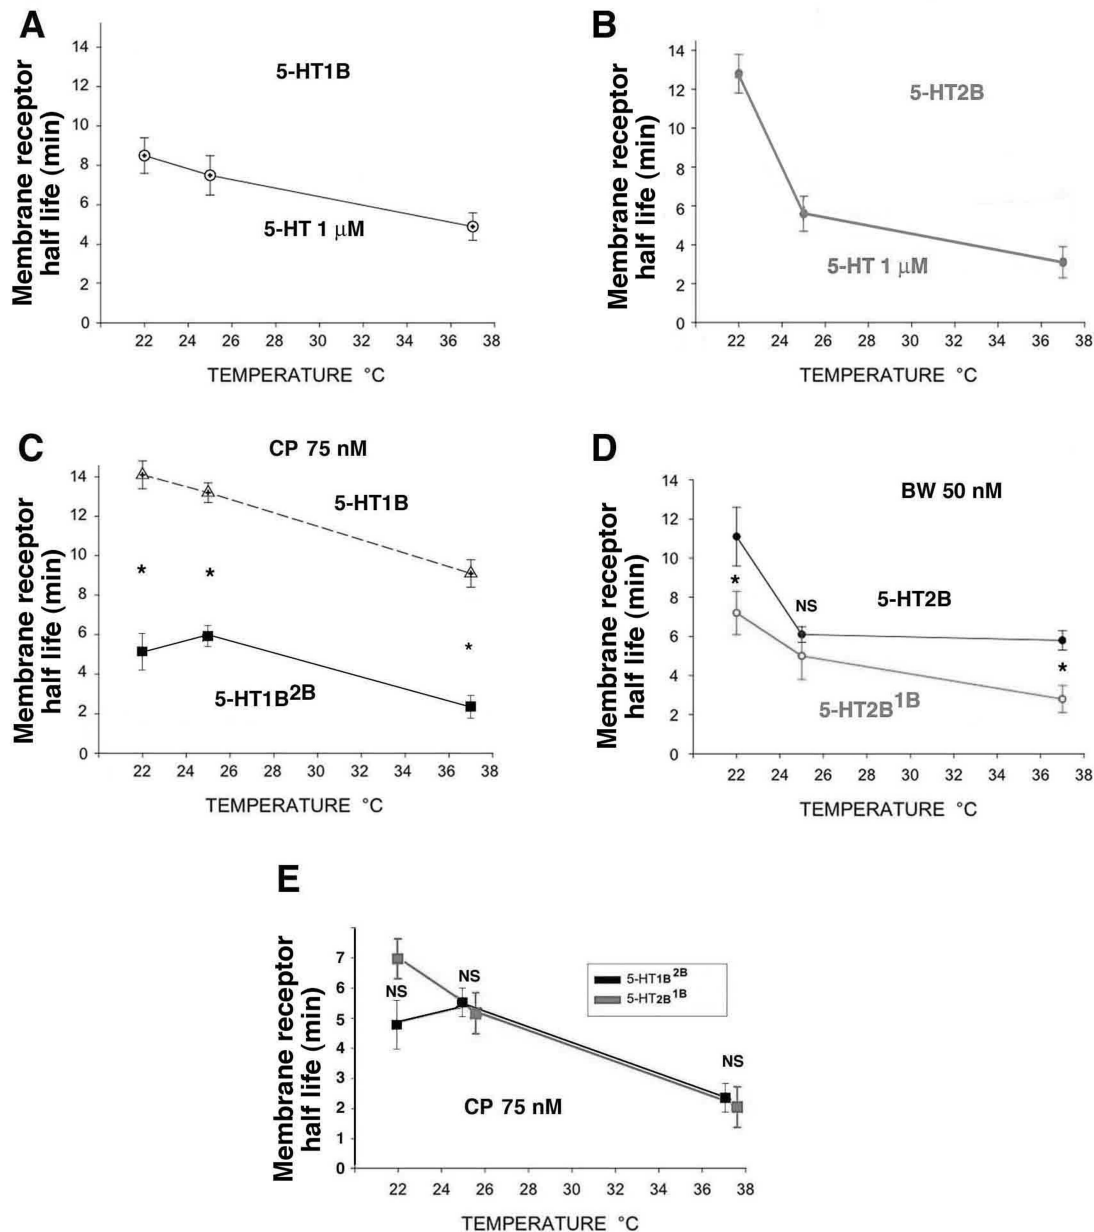 A
Membrane receptor
half life (min)
14
12
10
8
6
4
2
0
5-HT1B
5-HT 1 μM
22 24 26 28 30 32 34 36 38
TEMPERATURE °C
B
Membrane receptor
half life (min)
14
12
10
8
6
4
2
0
5-HT2B
5-HT 1 μM
22 24 26 28 30 32 34 36 38
TEMPERATURE °C
C
Membrane receptor
half life (min)
14
12
10
8
6
4
2
0
CP 75 nM
5-HT1B
* *
*
5-HT1B2B
22 24 26 28 30 32 34 36 38
TEMPERATURE °C
D
Membrane receptor
half life (min)
14
12
10
8
6
4
2
0
BW 50 nM
*
NS
5-HT2B
*
5-HT2B1B
22 24 26 28 30 32 34 36 38
TEMPERATURE °C
E
Membrane receptor
half life (min)
7
6
5
4
3
2
1
0
NS
NS
NS
5-HT1B2B
5-HT2B1B
CP 75 nM
22 24 26 28 30 32 34 36 38
TEMPERATURE °C